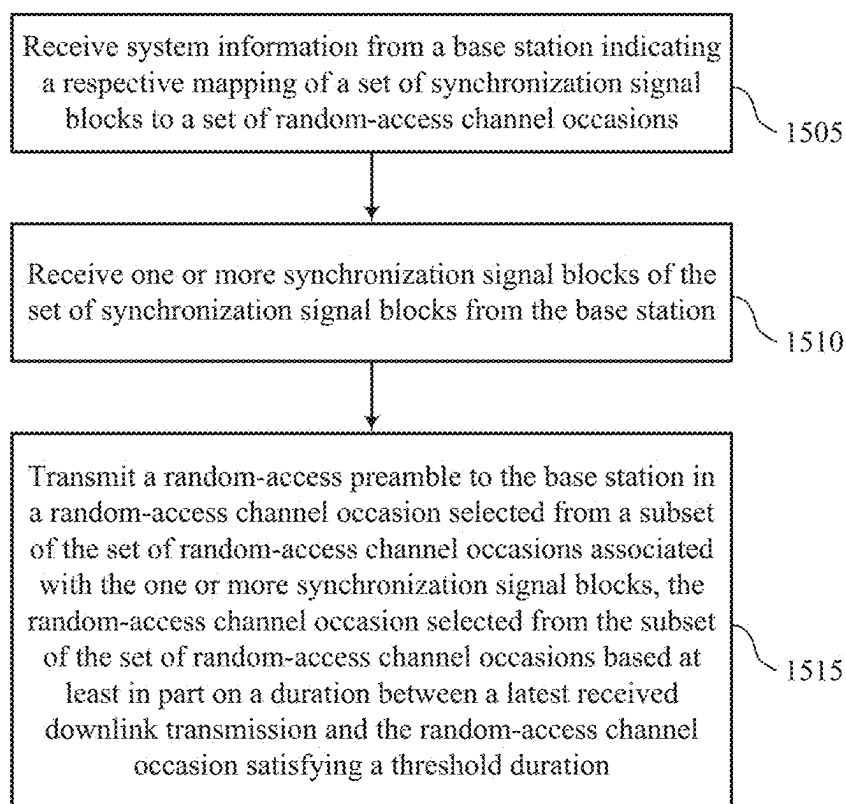 Receive system information from a base station indicating
a respective mapping of a set of synchronization signal
blocks to a set of random-access channel occasions
1505
Receive one or more synchronization signal blocks of the
set of synchronization signal blocks from the base station
1510
Transmit a random-access preamble to the base station in
a random-access channel occasion selected from a subset
of the set of random-access channel occasions associated
with the one or more synchronization signal blocks, the
random-access channel occasion selected from the subset
of the set of random-access channel occasions based at
least in part on a duration between a latest received
downlink transmission and the random-access channel
occasion satisfying a threshold duration
1515